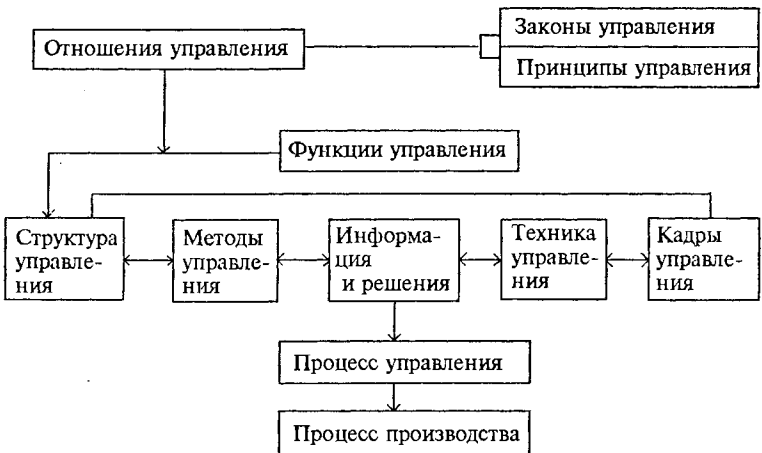 Отношения управления
Законы управления
Принципы управления
Функции управления
Структура
управле-
ния
Методы
управле-
ния
Информа-
ция
и решения
Техника
управле-
ния
Кадры
управле-
ния
Процесс управления
Процесс производства